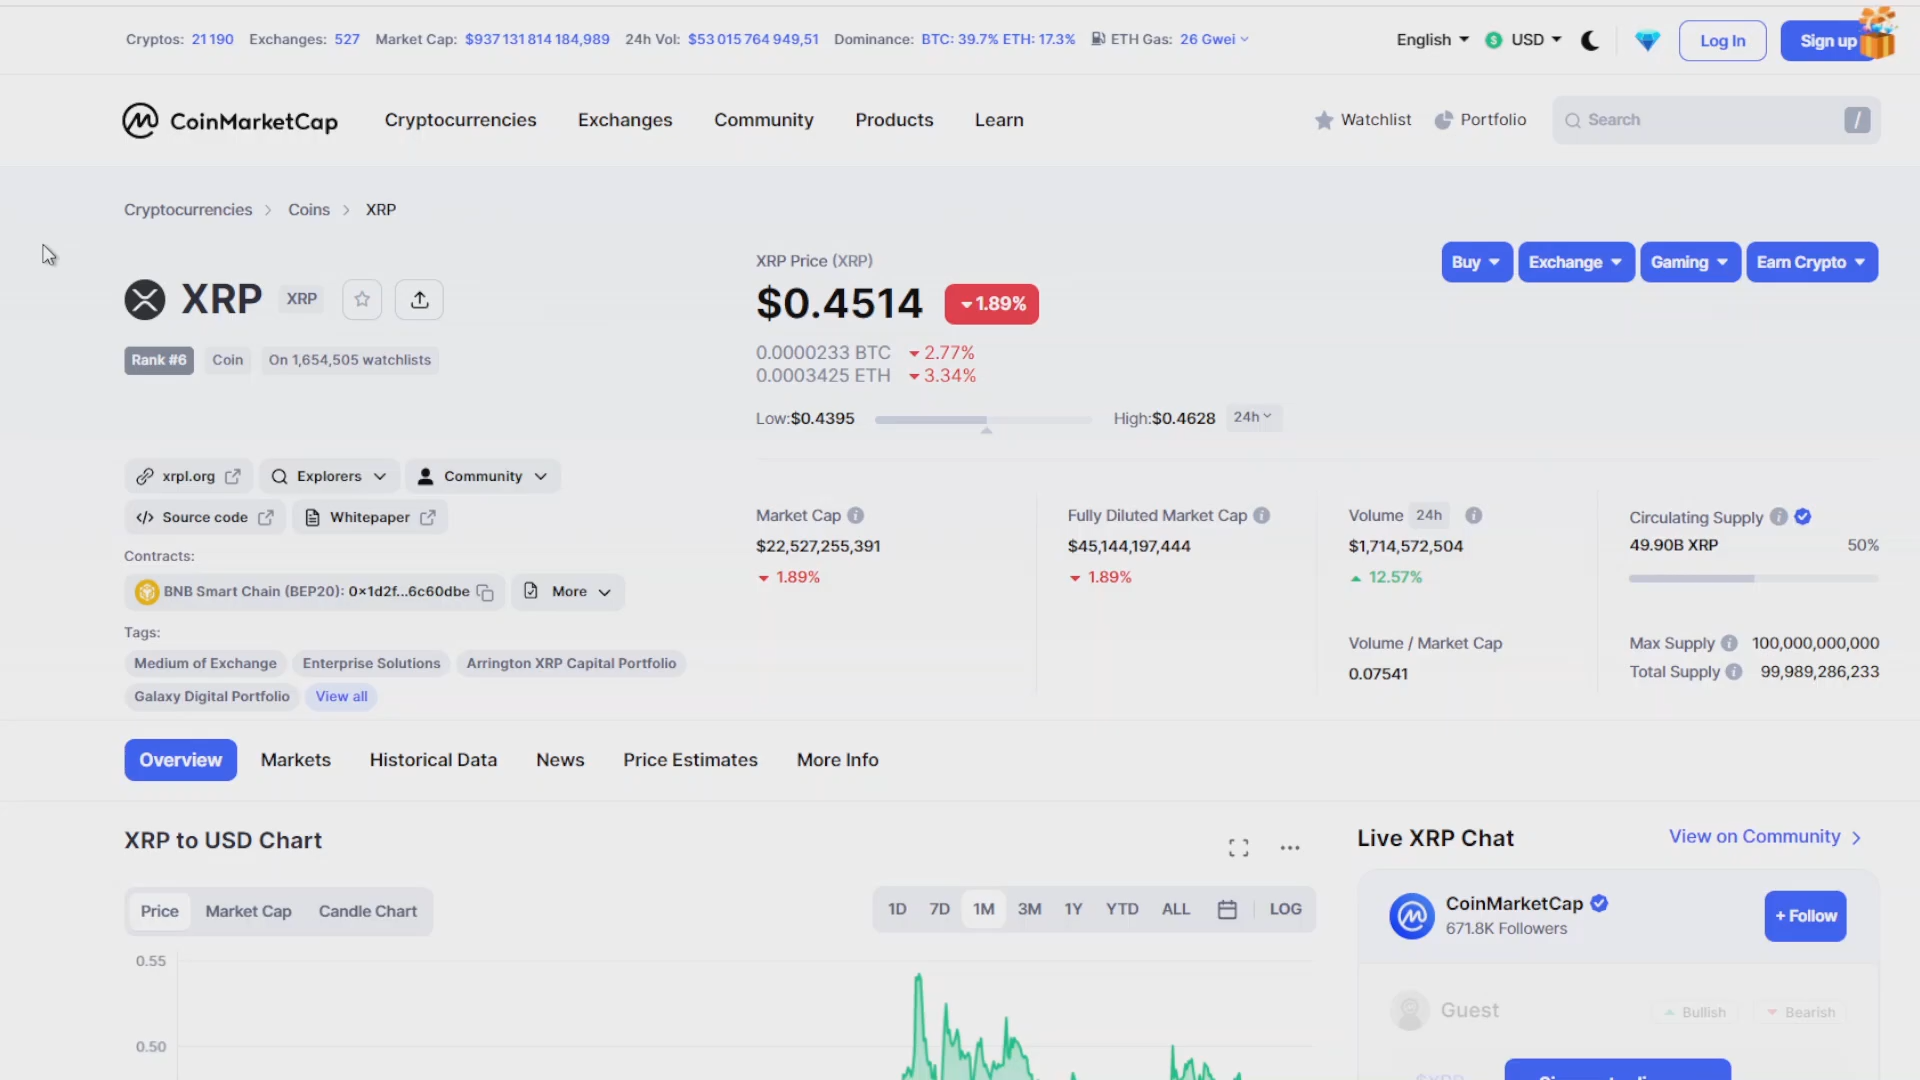 Cryptos: 21 190 Exchanges: 527 Market Cap: $937 131 814 184,989 24h Vol: $53 015 764 949,51 Dominance: BTC: 39.7% ETH: 17.3% ETH Gas: 26 Gwei
English USD Log In Sign up
CoinMarketCap Cryptocurrencies Exchanges Community Products Learn Watchlist Portfolio Search /
Cryptocurrencies > Coins > XRP
XRP XRP
Rank #6 Coin On 1,654,505 watchlists
XRP Price (XRP)
$0.4514 1.89%
0.0000233 BTC 2.77%
0.0003425 ETH 3.34%
Low:$0.4395 High:$0.4628 24h
Buy Exchange Gaming Earn Crypto
xrpl.org Explorers Community
Source code Whitepaper
Contracts:
BNB Smart Chain (BEP20): 0x1d2f...6c60dbe More
Tags:
Medium of Exchange Enterprise Solutions Arrington XRP Capital Portfolio
Galaxy Digital Portfolio View all
Market Cap
$22,527,255,391
1.89%
Fully Diluted Market Cap
$45,144,197,444
1.89%
Volume 24h
$1,714,572,504
12.57%
Volume / Market Cap
0.07541
Circulating Supply
49.90B XRP 50%
Max Supply 100,000,000,000
Total Supply 99,989,286,233
Overview Markets Historical Data News Price Estimates More Info
XRP to USD Chart
Price Market Cap Candle Chart
1D 7D 1M 3M 1Y YTD ALL LOG
0.55
0.50
Live XRP Chat View on Community >
CoinMarketCap
671.8K Followers
+ Follow
Guest Bullish Bearish